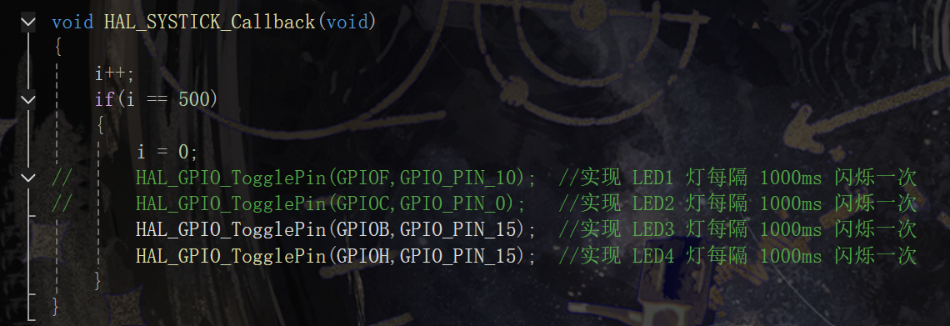 void HAL_SYSTICK_Callback(void)
{
i++;
if(i == 500)
{
i = 0;
// HAL_GPIO_TogglePin(GPIOF,GPIO_PIN_10); //实现 LED1 灯每隔 1000ms 闪烁一次
// HAL_GPIO_TogglePin(GPIOC,GPIO_PIN_0); //实现 LED2 灯每隔 1000ms 闪烁一次
HAL_GPIO_TogglePin(GPIOB,GPIO_PIN_15); //实现 LED3 灯每隔 1000ms 闪烁一次
HAL_GPIO_TogglePin(GPIOH,GPIO_PIN_15); //实现 LED4 灯每隔 1000ms 闪烁一次
}
}